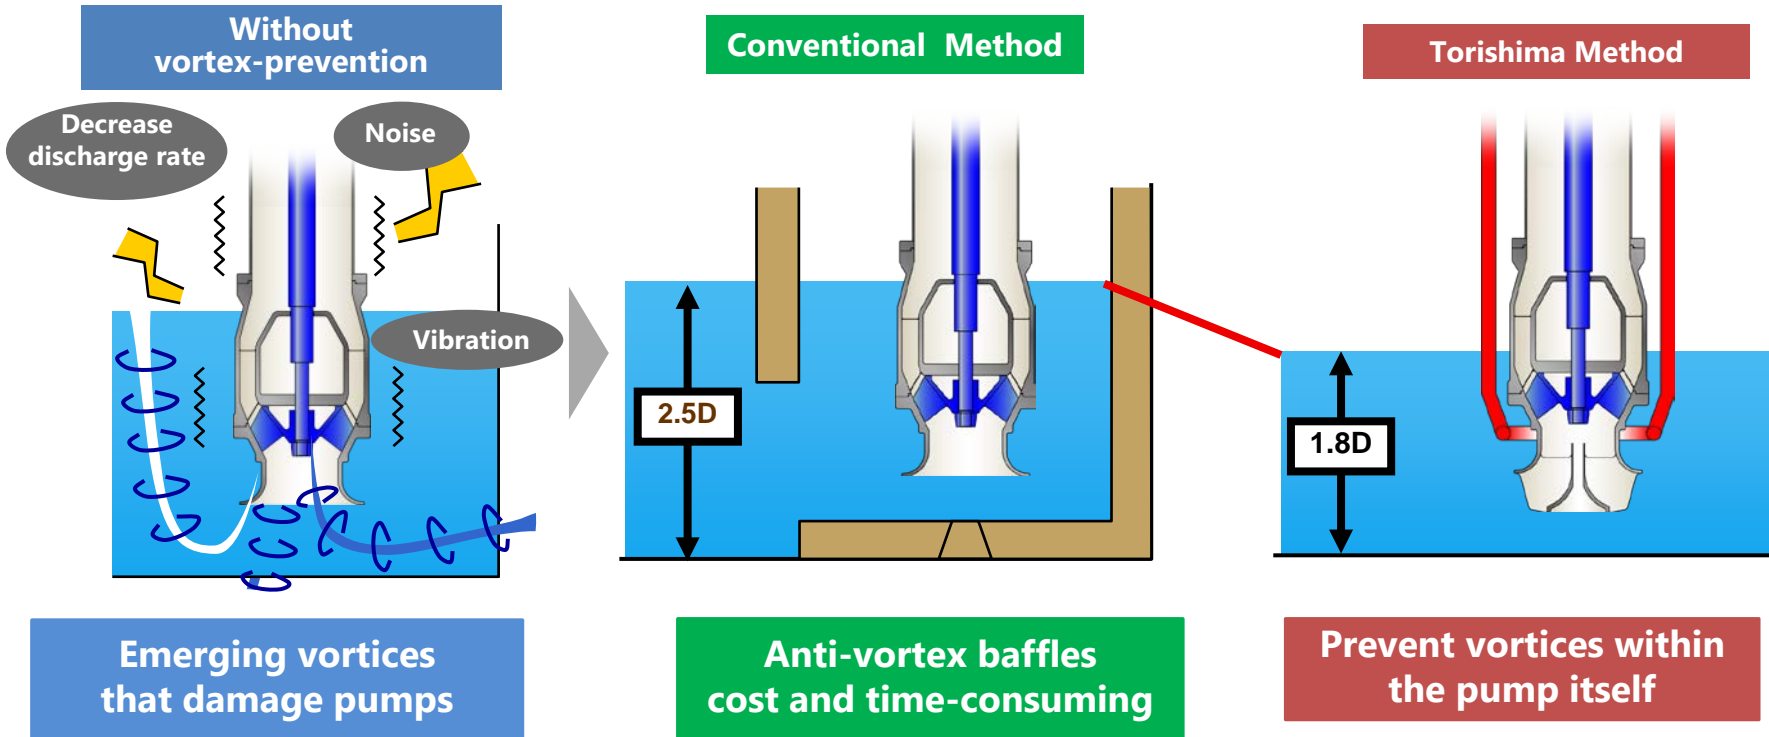 Without
vortex-prevention
Decrease
discharge rate
Noise
Vibration
Emerging vortices
that damage pumps
Conventional Method
2.5D
Anti-vortex baffles
cost and time-consuming
Torishima Method
1.8D
Prevent vortices within
the pump itself